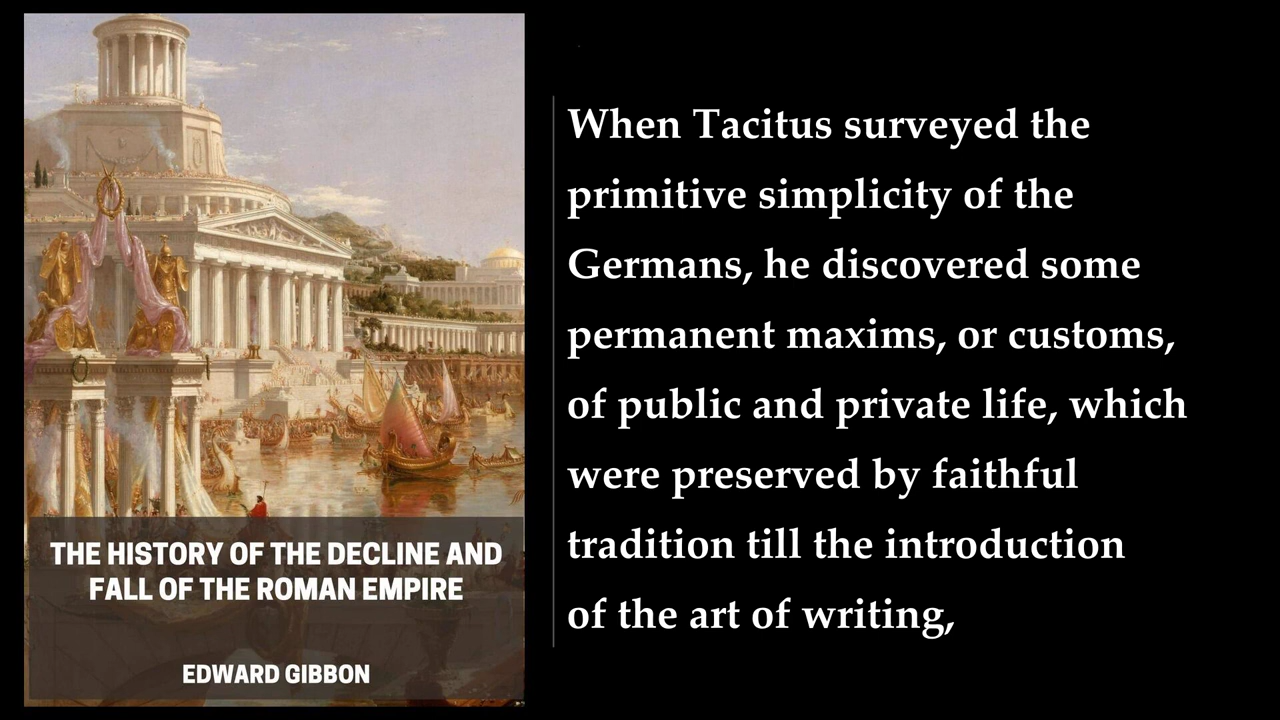 THE HISTORY OF THE DECLINE AND
FALL OF THE ROMAN EMPIRE
EDWARD GIBBON
When Tacitus surveyed the
primitive simplicity of the
Germans, he discovered some
permanent maxims, or customs,
of public and private life, which
were preserved by faithful
tradition till the introduction
of the art of writing,